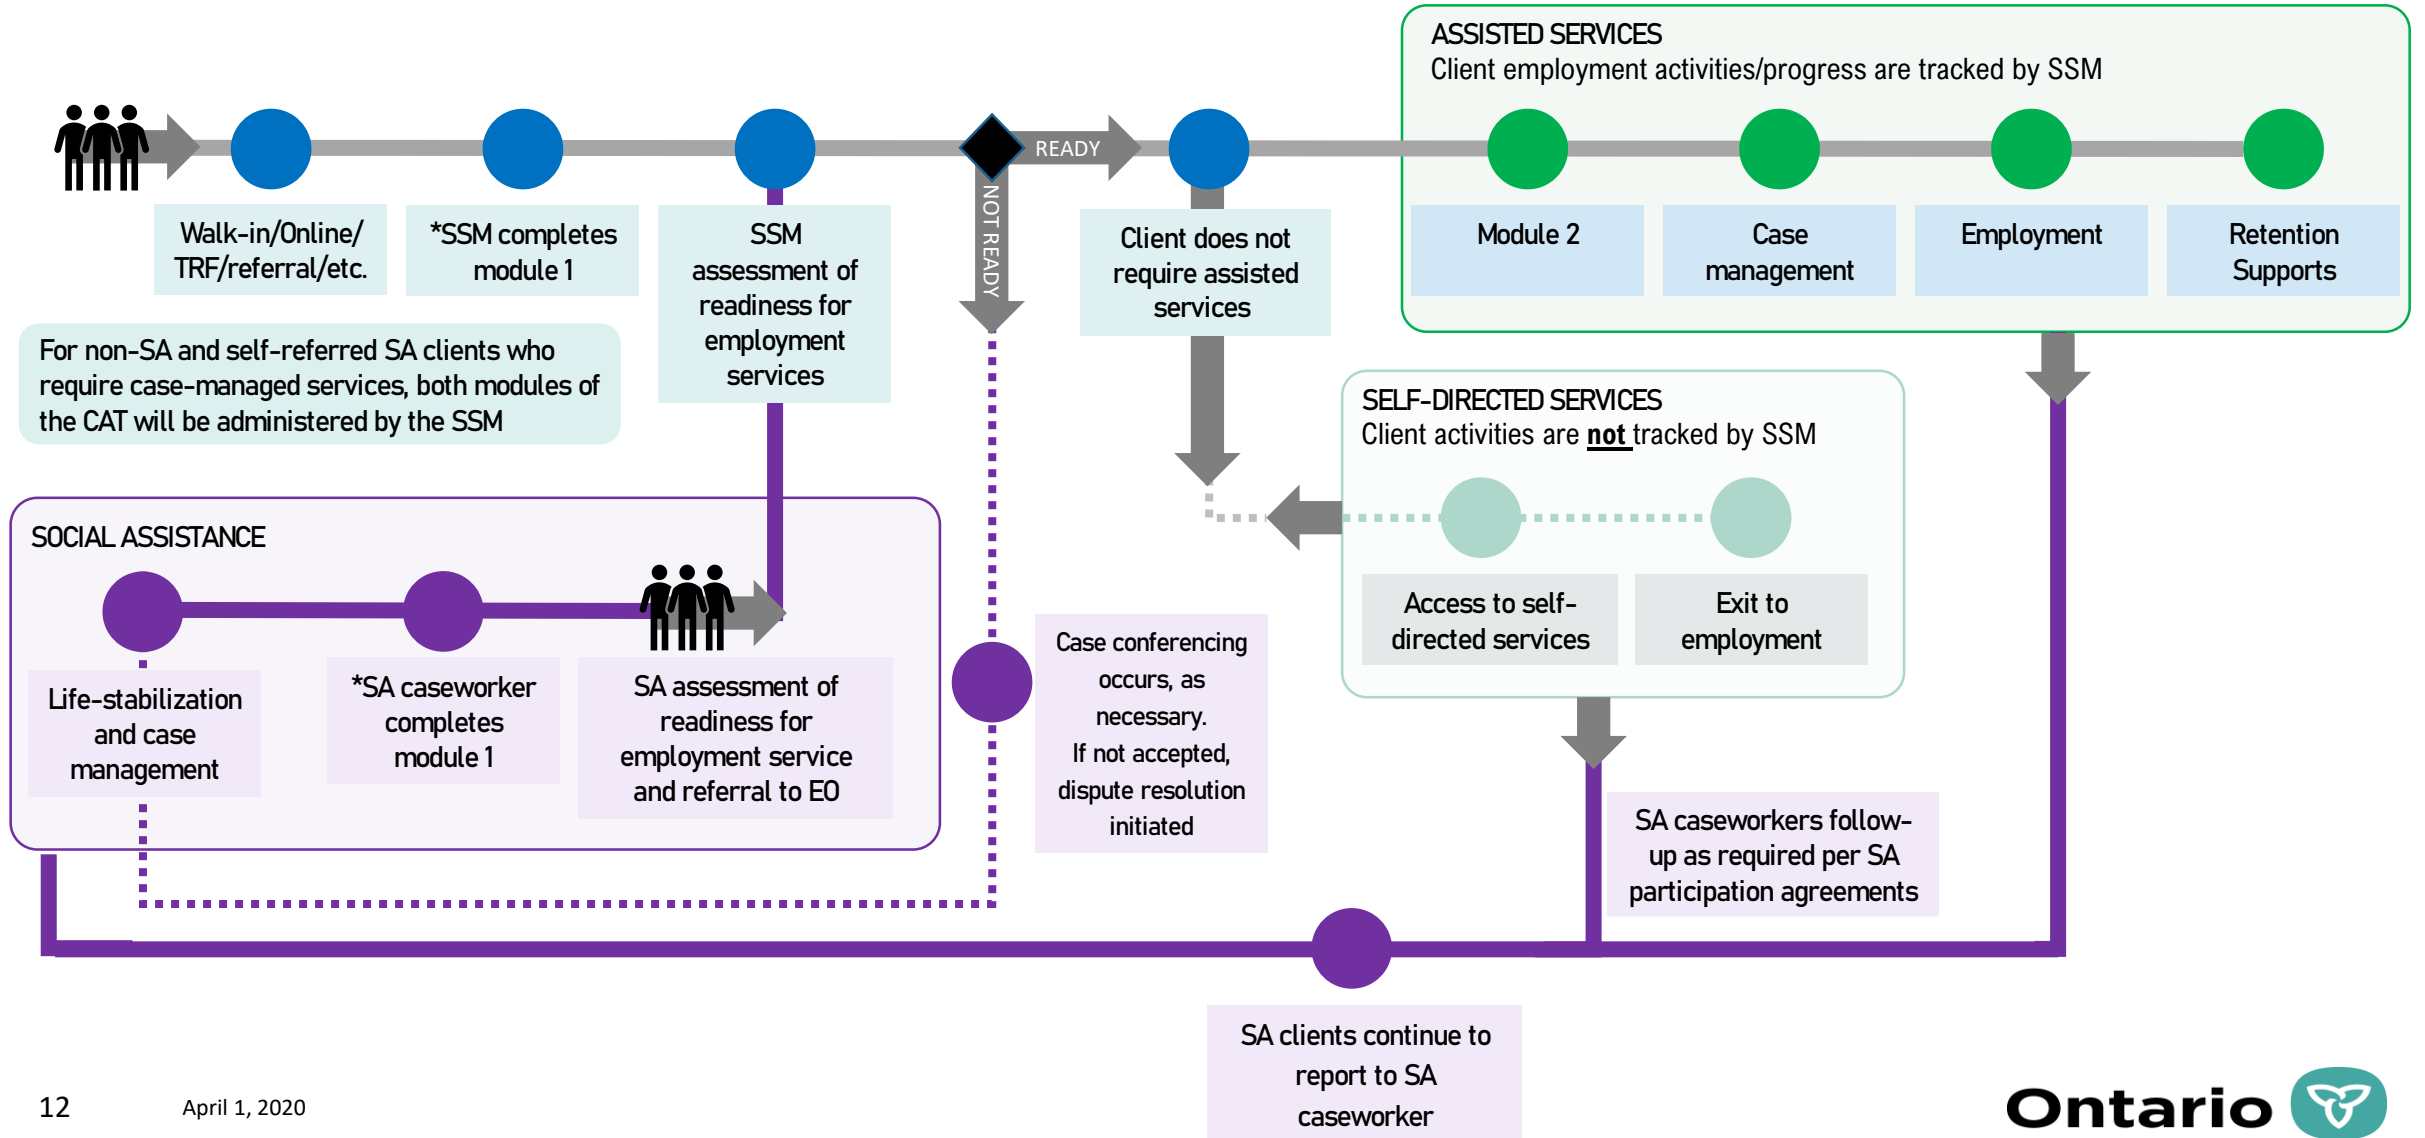 ASSISTED SERVICES
Client employment activities/progress are tracked by SSM
READY
NOT READY
Walk-in/Online/
TRF/referral/etc.
*SSM completes
module 1
SSM
assessment of
readiness for
employment
services
Client does not
require assisted
services
Module 2
Case
management
Employment
Retention
Supports
For non-SA and self-referred SA clients who
require case-managed services, both modules of
the CAT will be administered by the SSM
SELF-DIRECTED SERVICES
Client activities are not tracked by SSM
Access to self-
directed services
Exit to
employment
SOCIAL ASSISTANCE
Life-stabilization
and case
management
*SA caseworker
completes
module 1
SA assessment of
readiness for
employment service
and referral to EO
Case conferencing
occurs, as
necessary.
If not accepted,
dispute resolution
initiated
SA caseworkers follow-
up as required per SA
participation agreements
SA clients continue to
report to SA
caseworker
12
April 1, 2020
Ontario